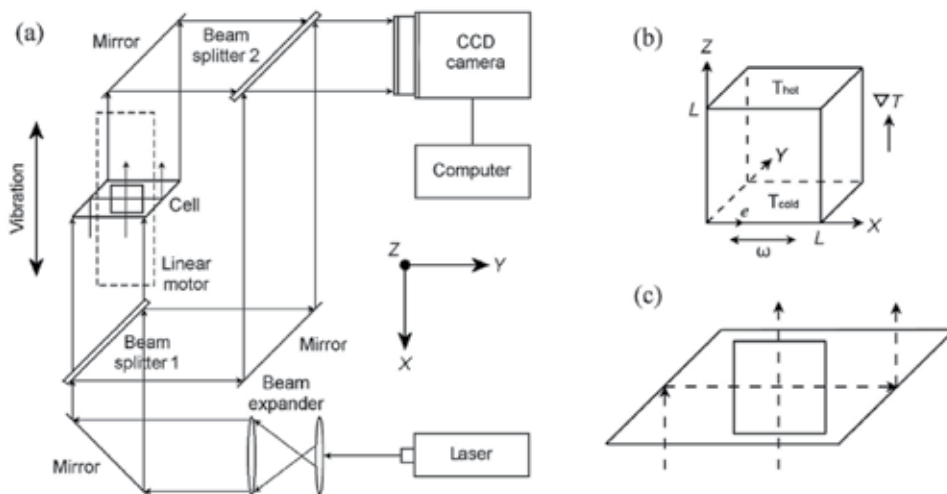 (a)
Mirror
Beam
splitter 2
CCD
camera
Computer
Vibration
Cell
Linear
motor
Z
Y
X
Beam
splitter 1
Mirror
Beam
expander
Mirror
Laser
(b)
Z
T_hot
L
∇T
Y
T_cold
e
L
X
ω
(c)